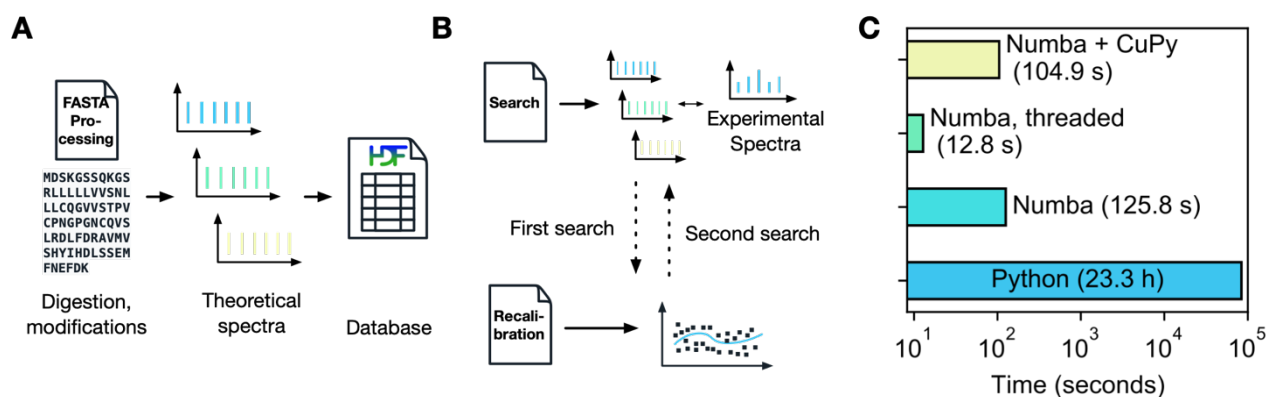 A
FASTA
Pro-
cessing
MDSKGSSQKGS
RLLLLLVVSNL
LLCQGVVSTPV
CPNGPGNCQVS
LRDLFDRAVMV
SHYIHDLSSEM
FNEFDK
Digestion,
modifications
Theoretical
spectra
HDF
Database
B
Search
Experimental
Spectra
First search
Second search
Recali-
bration
C
Numba + CuPy
(104.9 s)
Numba, threaded
(12.8 s)
Numba (125.8 s)
Python (23.3 h)
10¹ 10² 10³ 10⁴ 10⁵
Time (seconds)